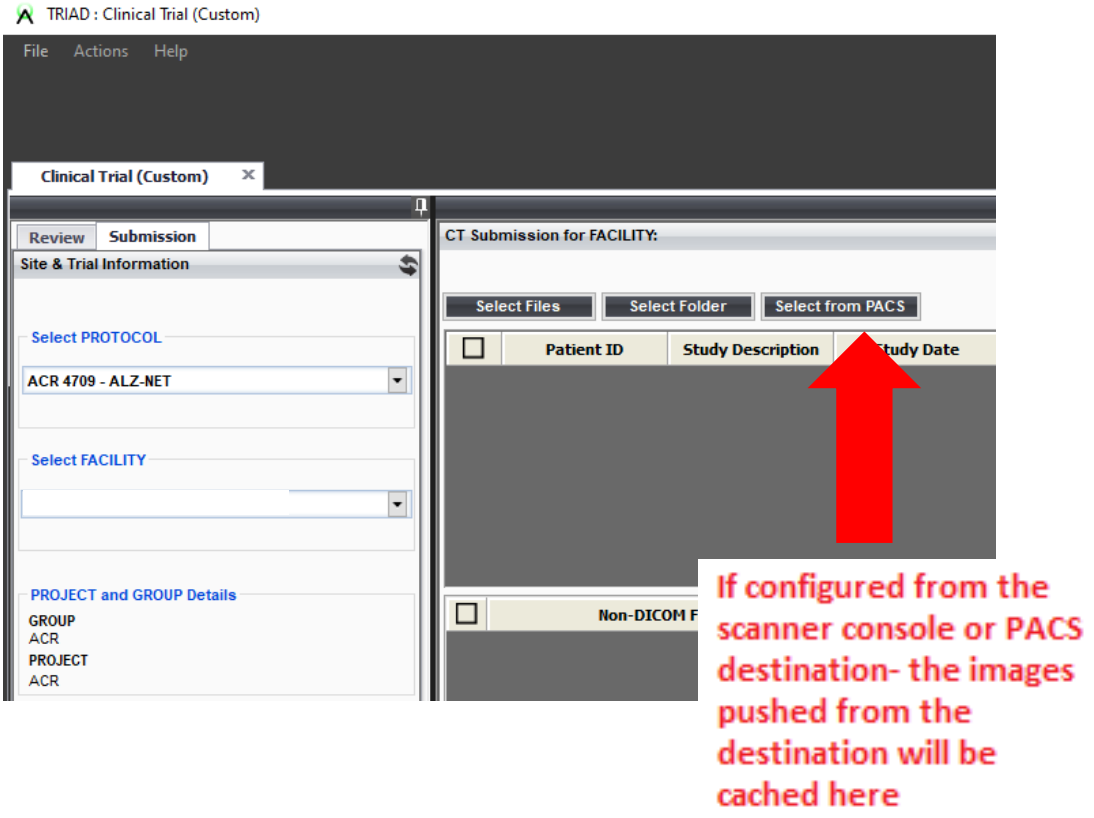 TRIAD : Clinical Trial (Custom)
File Actions Help
Clinical Trial (Custom) X
Review Submission
Site & Trial Information
Select PROTOCOL
ACR 4709 - ALZ-NET
Select FACILITY
PROJECT and GROUP Details
GROUP
ACR
PROJECT
ACR
CT Submission for FACILITY:
Select Files Select Folder Select from PACS
Patient ID Study Description Study Date
Non-DICOM F
If configured from the
scanner console or PACS
destination- the images
pushed from the
destination will be
cached here